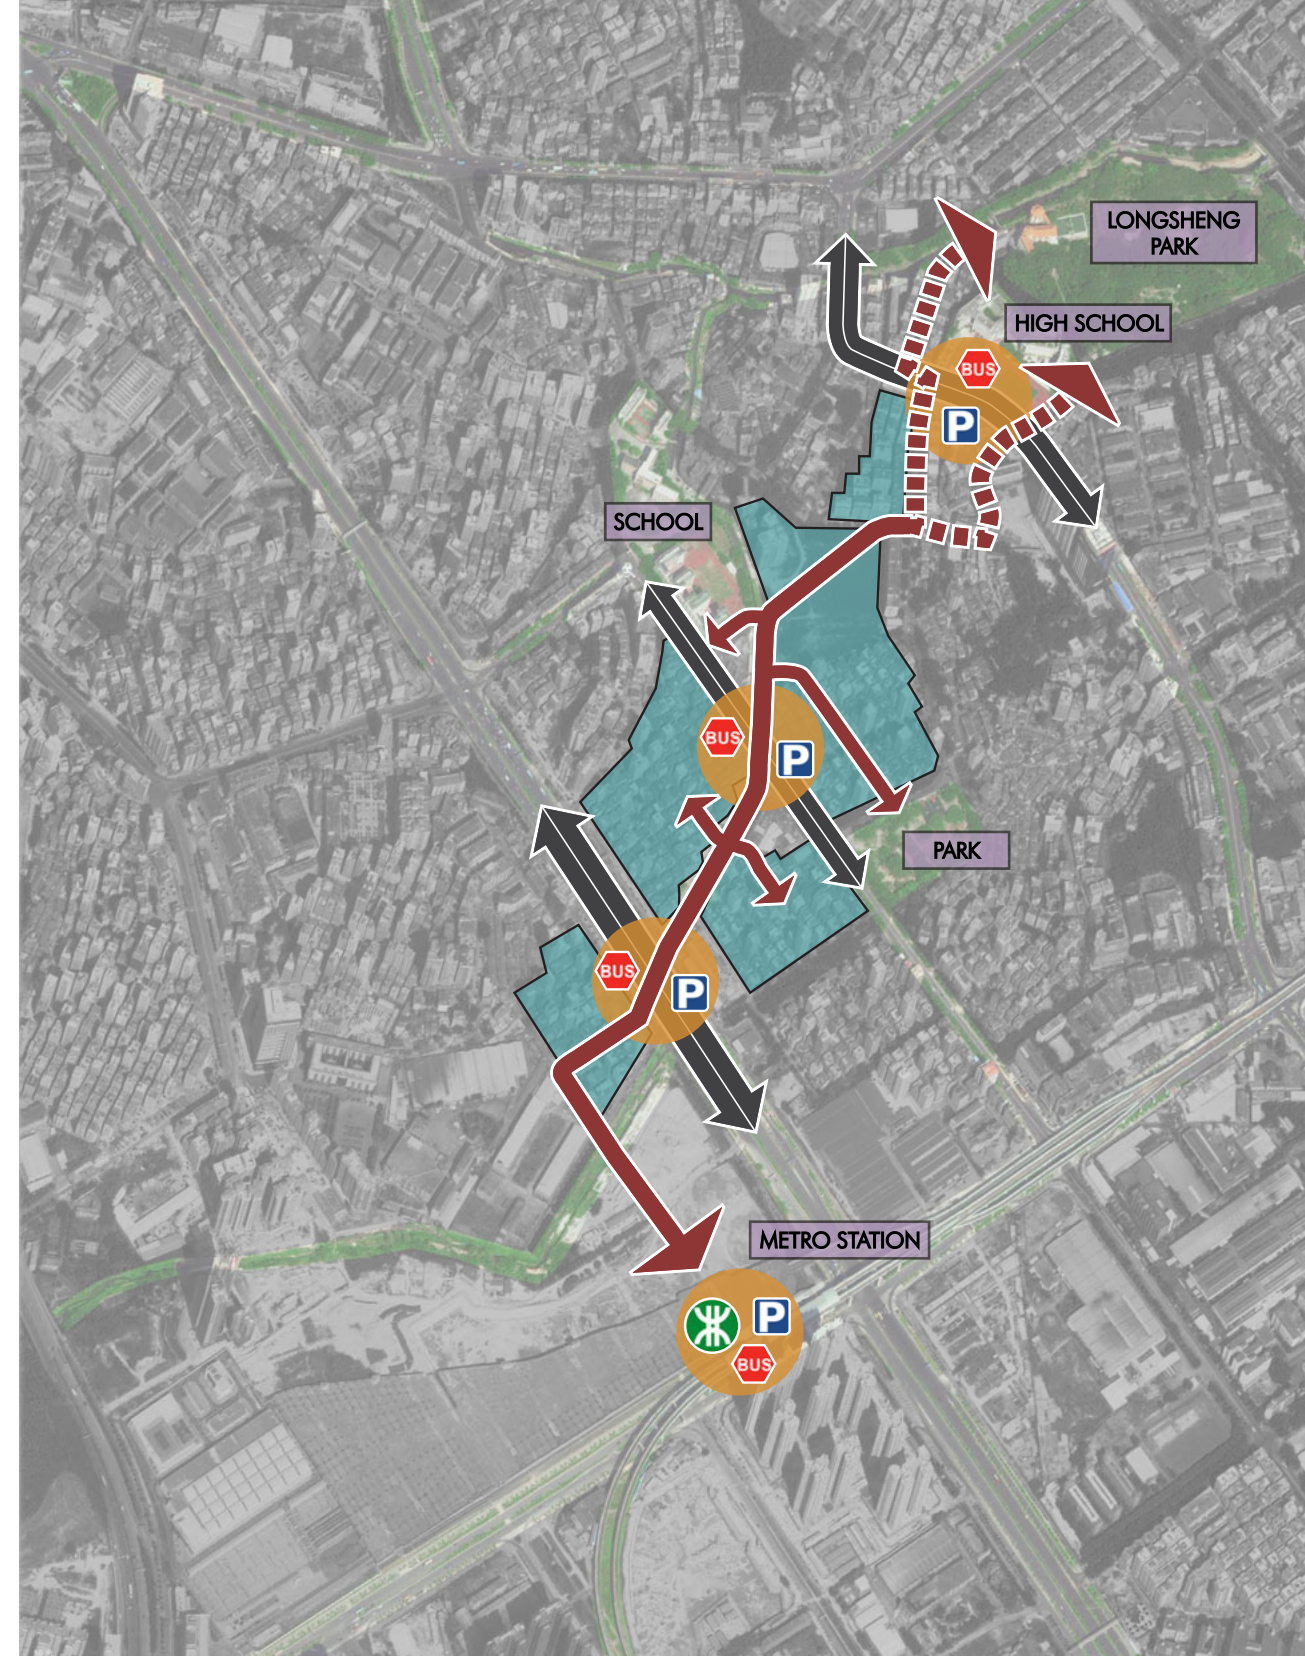 LONGSHENG
PARK
HIGH SCHOOL
BUS
P
SCHOOL
BUS
P
PARK
BUS
P
METRO STATION
P
BUS